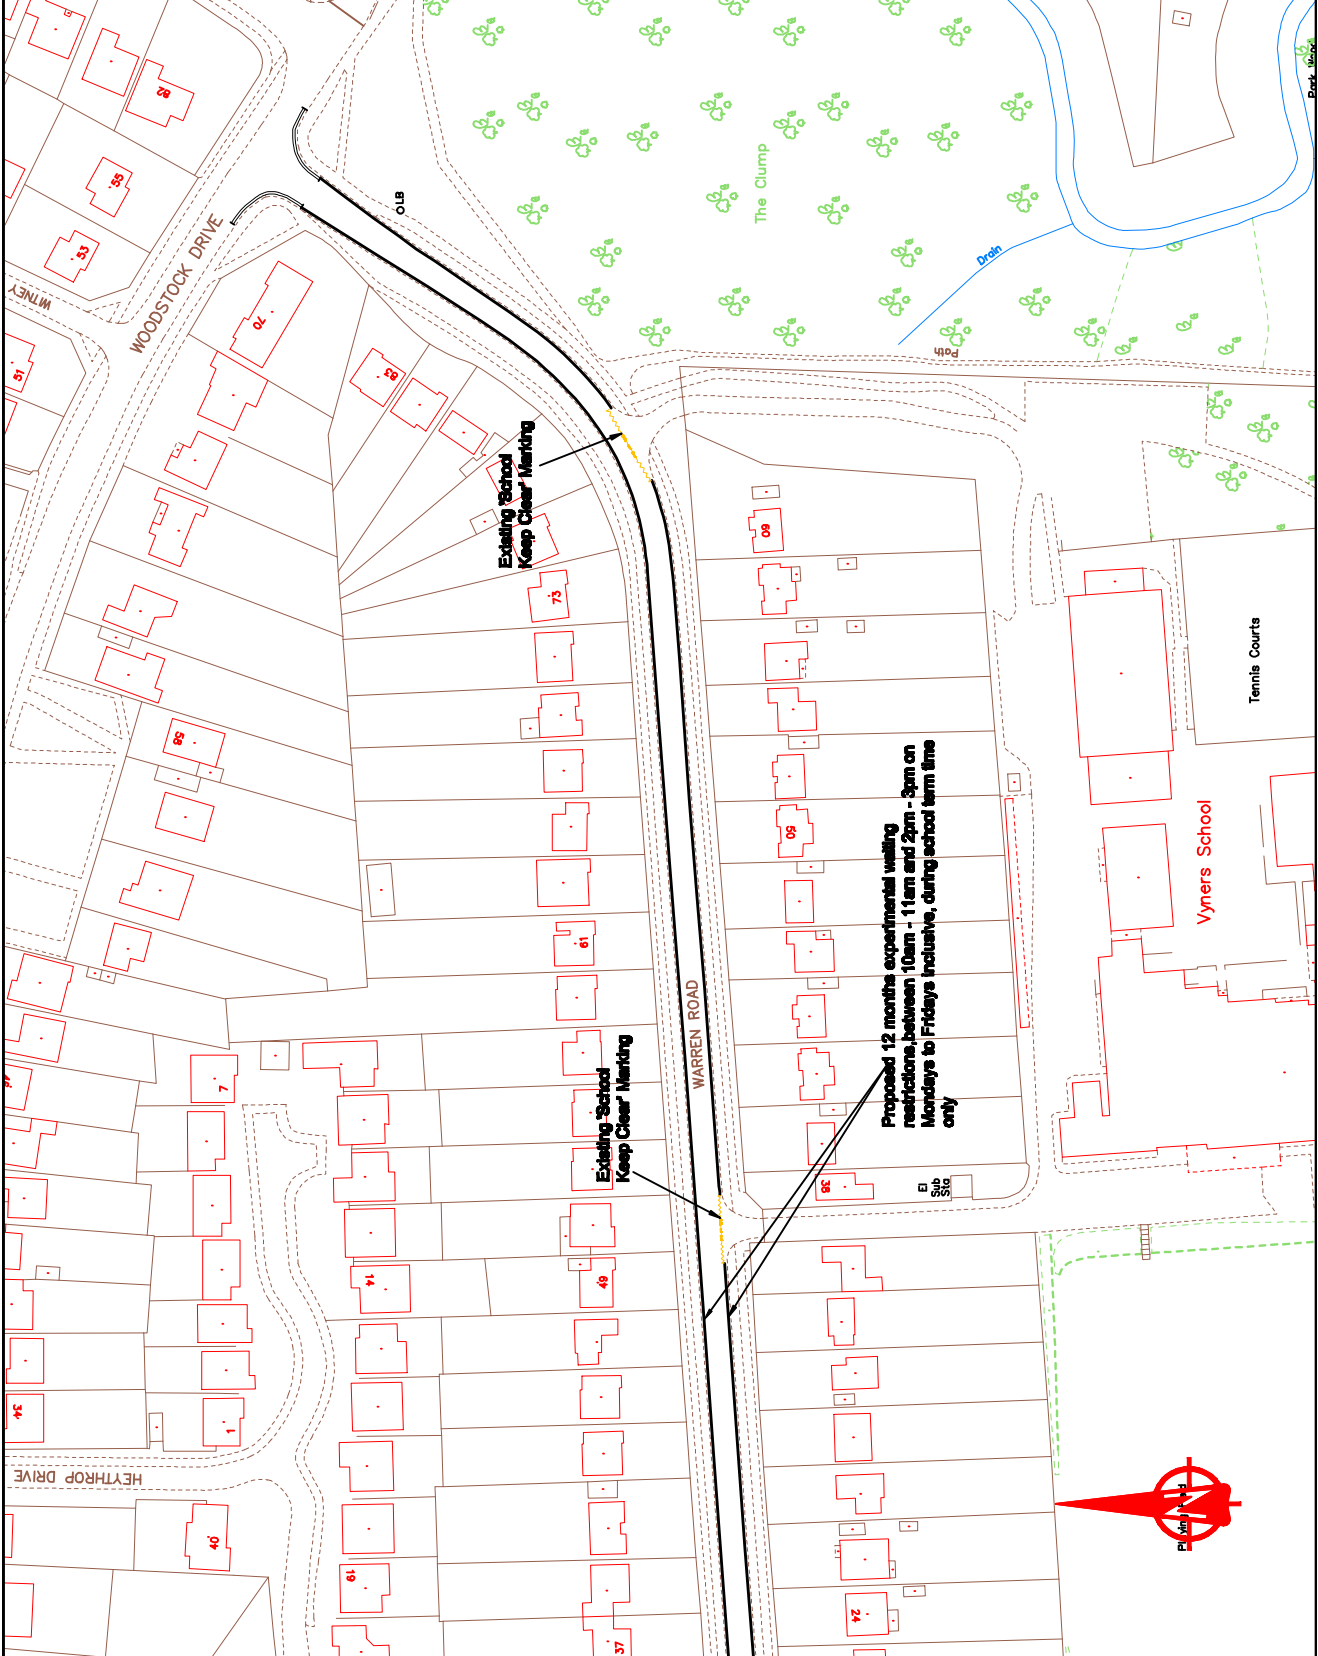 82
55
53
WITNEY
WOODSTOCK DRIVE
51
70
83
OLB
The Clump
Drain
Path
Existing 'School
Keep Clear' Marking
73
60
58
50
61
Tennis Courts
Vyners School
WARREN ROAD
Proposed 12 months experimental waiting
restrictions,between 10am - 11am and 2pm - 3pm on
Mondays to Fridays inclusive, during school term time
only
Existing 'School
Keep Clear' Marking
7
38
El
Sub
Sta
14
49
34
1
HEYTHROP DRIVE
40
19
37
24
Playing Field